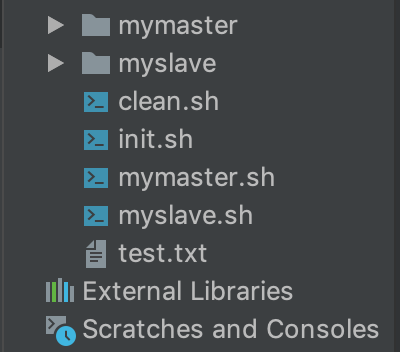 mymaster
myslave
clean.sh
init.sh
mymaster.sh
myslave.sh
test.txt
External Libraries
Scratches and Consoles